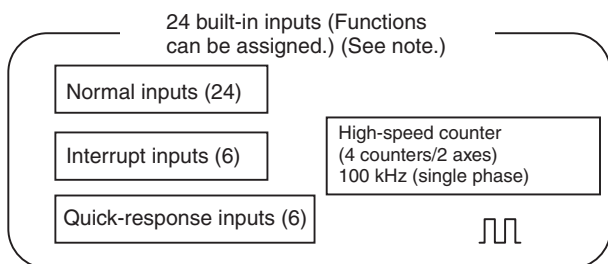 24 built-in inputs (Functions
can be assigned.) (See note.)
Normal inputs (24)
Interrupt inputs (6)
Quick-response inputs (6)
High-speed counter
(4 counters/2 axes)
100 kHz (single phase)